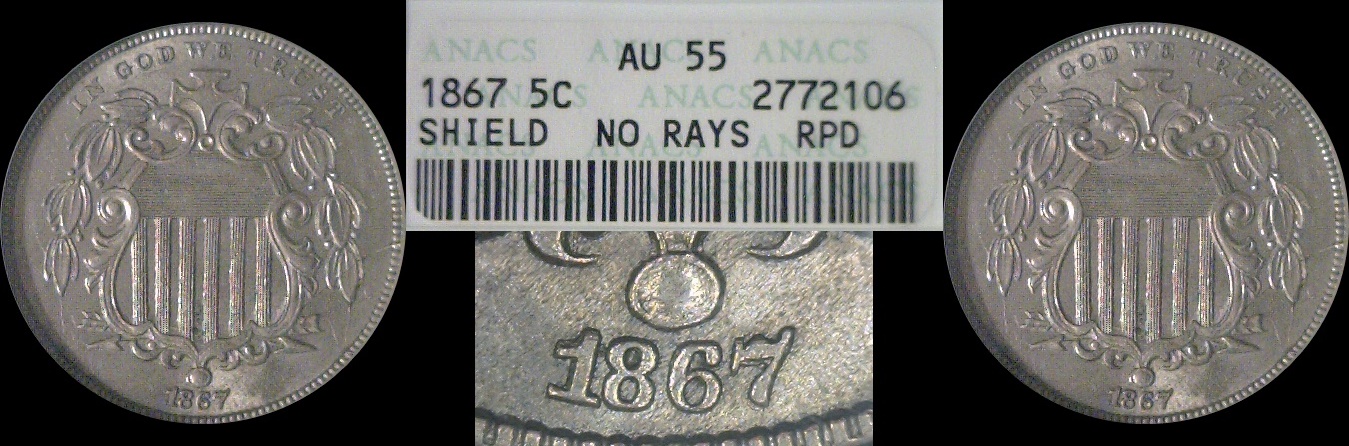 IN GOD WE TRUST
1867
ANACS ANACS ANACS
AU 55
1867 5C 2772106
ANACS ANACS
SHIELD NO RAYS RPD
1867
IN GOD WE TRUST
1867